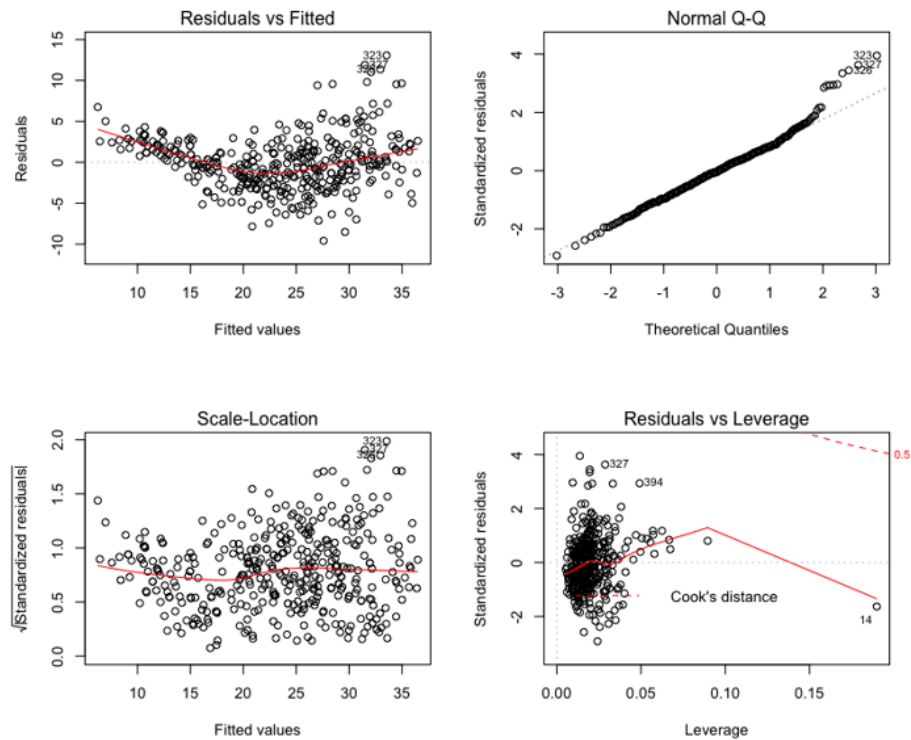 Residuals vs Fitted
Residuals
15
10
5
0
-5
-10
323
327
326
10 15 20 25 30 35
Fitted values
Normal Q-Q
Standardized residuals
4
2
0
-2
323
327
326
-3 -2 -1 0 1 2 3
Theoretical Quantiles
Scale-Location
√|Standardized residuals|
2.0
1.5
1.0
0.5
0.0
323
327
10 15 20 25 30 35
Fitted values
Residuals vs Leverage
Standardized residuals
4
2
0
-2
327
394
0.5
Cook's distance
14
0.00 0.05 0.10 0.15
Leverage